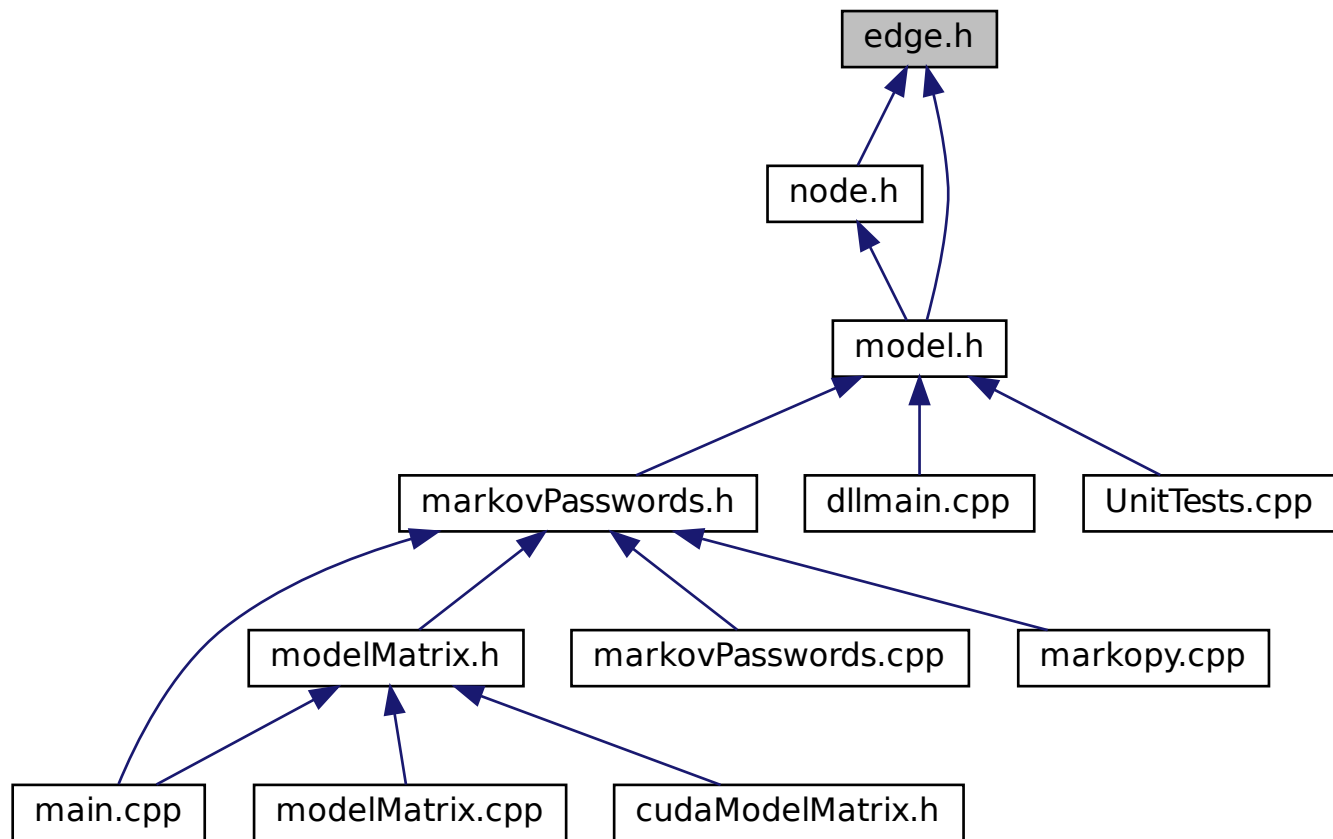 edge.h
node.h
model.h
markovPasswords.h
dllmain.cpp
UnitTests.cpp
modelMatrix.h
markovPasswords.cpp
markopy.cpp
main.cpp
modelMatrix.cpp
cudaModelMatrix.h